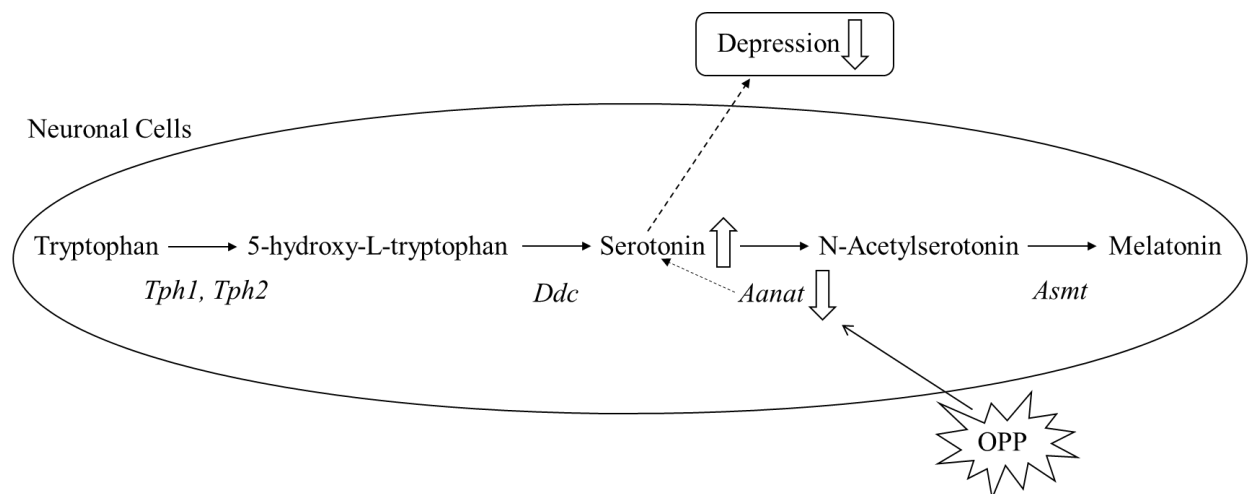 Depression
Neuronal Cells
Tryptophan 5-hydroxy-L-tryptophan Serotonin N-Acetylserotonin Melatonin
Tph1, Tph2 Ddc Aanat Asmt
OPP